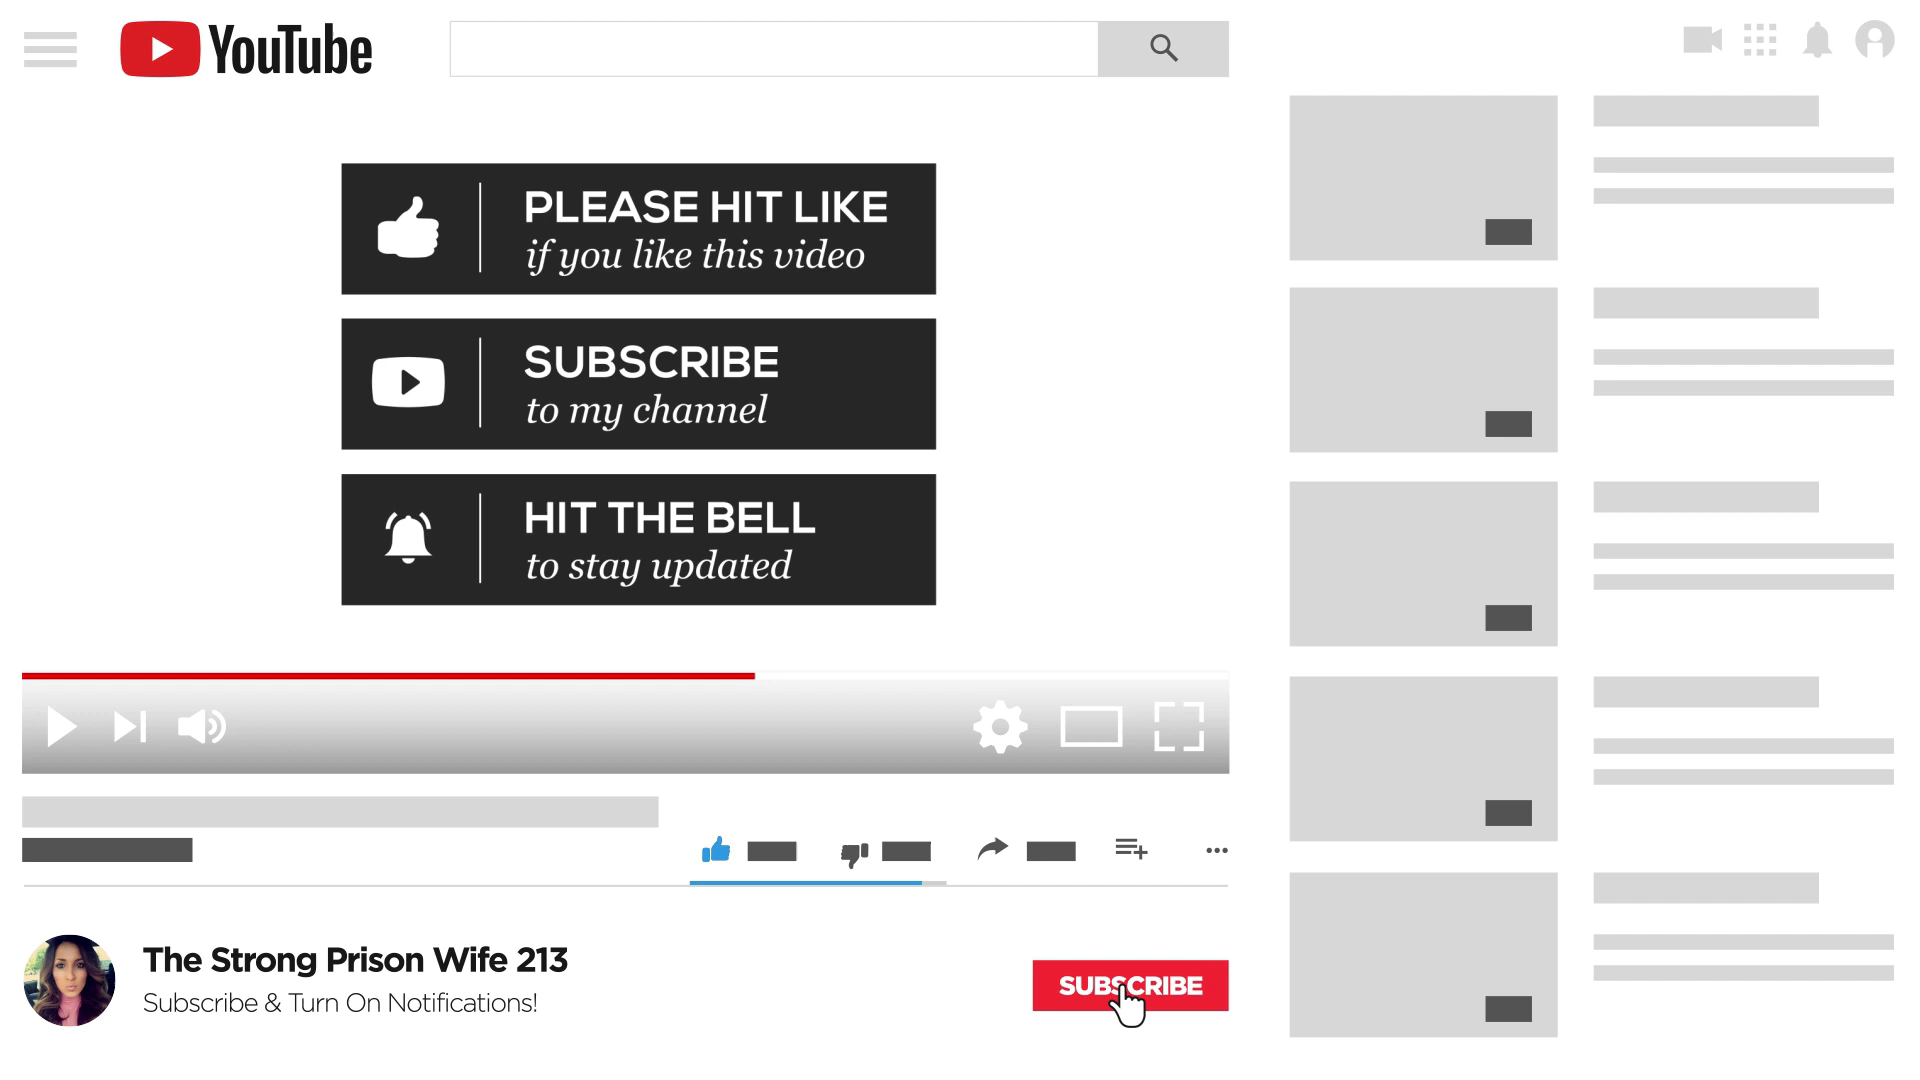 YouTube
PLEASE HIT LIKE
if you like this video
SUBSCRIBE
to my channel
HIT THE BELL
to stay updated
The Strong Prison Wife 213
Subscribe & Turn On Notifications!
SUBSCRIBE